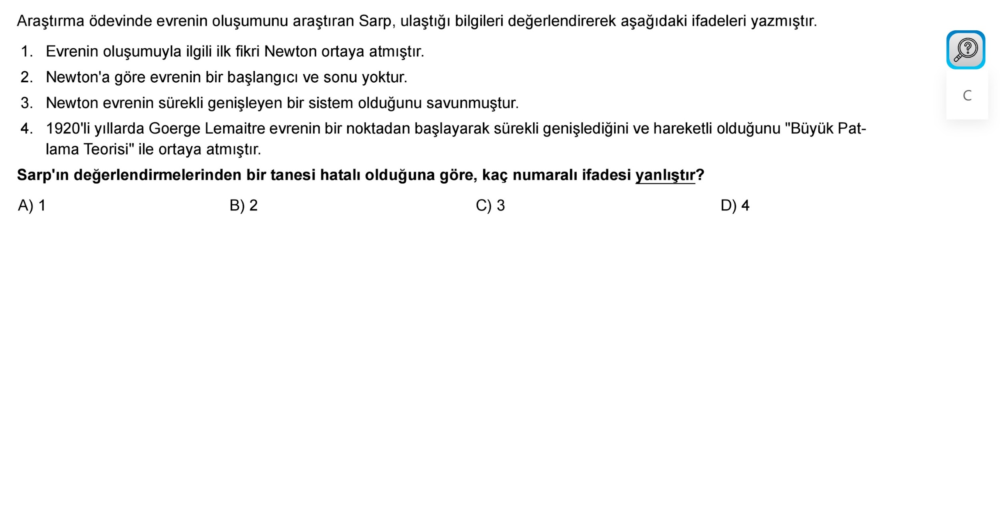 Araştırma ödevinde evrenin oluşumunu araştıran Sarp, ulaştığı bilgileri değerlendirerek aşağıdaki ifadeleri yazmıştır.
1. Evrenin oluşumuyla ilgili ilk fikri Newton ortaya atmıştır.
2. Newton'a göre evrenin bir başlangıcı ve sonu yoktur.
3. Newton evrenin sürekli genişleyen bir sistem olduğunu savunmuştur.
4. 1920'li yıllarda Goerge Lemaitre evrenin bir noktadan başlayarak sürekli genişlediğini ve hareketli olduğunu "Büyük Pat-
lama Teorisi" ile ortaya atmıştır.
Sarp'ın değerlendirmelerinden bir tanesi hatalı olduğuna göre, kaç numaralı ifadesi yanlıştır?
A) 1 B) 2 C) 3 D) 4
?
C